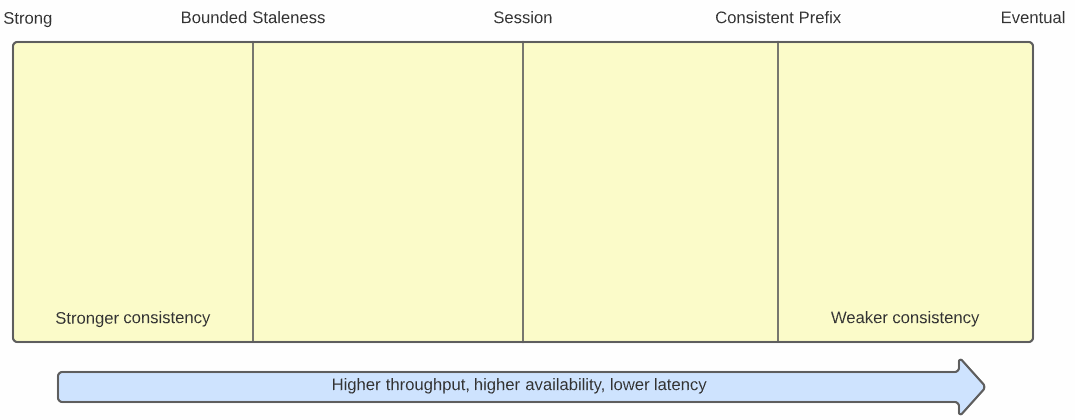 Strong
Bounded Staleness
Session
Consistent Prefix
Eventual
Stronger consistency
Weaker consistency
Higher throughput, higher availability, lower latency